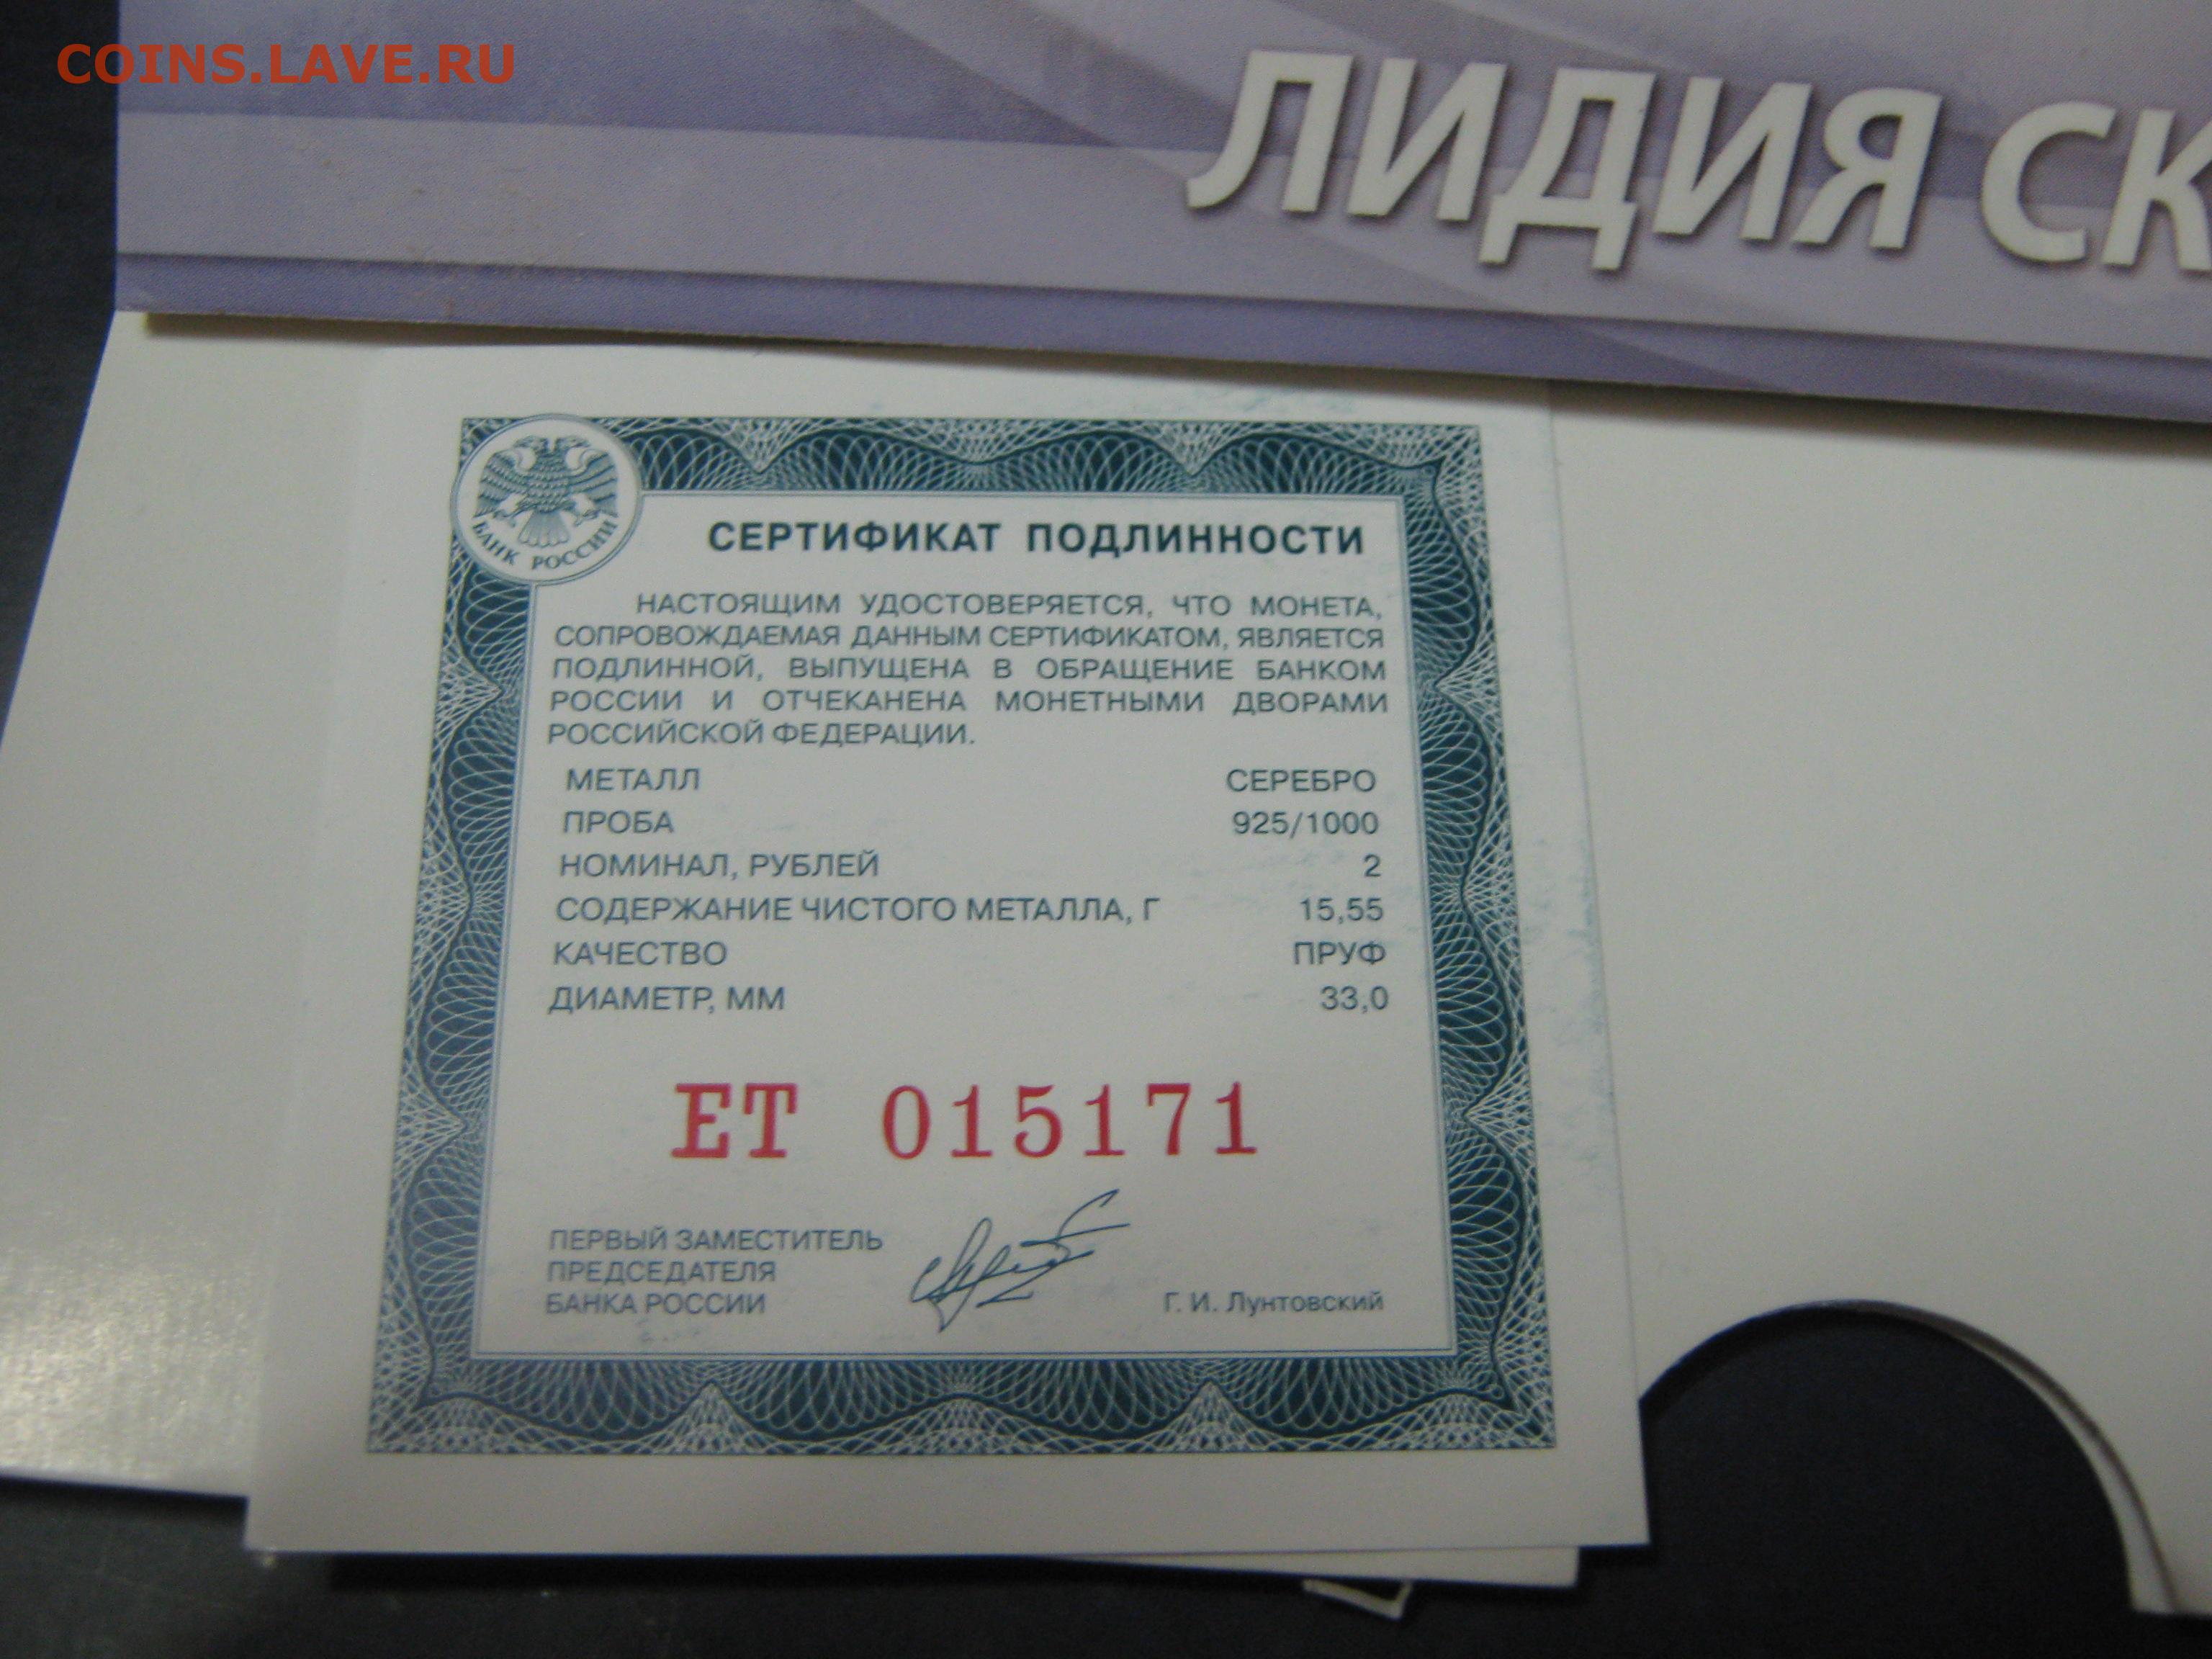 COINS.LAVE.RU
ЛИДИЯ СК
БАНК РОССИИ
СЕРТИФИКАТ ПОДЛИННОСТИ
НАСТОЯЩИМ УДОСТОВЕРЯЕТСЯ, ЧТО МОНЕТА,
СОПРОВОЖДАЕМАЯ ДАННЫМ СЕРТИФИКАТОМ, ЯВЛЯЕТСЯ
ПОДЛИННОЙ, ВЫПУЩЕНА В ОБРАЩЕНИЕ БАНКОМ
РОССИИ И ОТЧЕКАНЕНА МОНЕТНЫМИ ДВОРАМИ
РОССИЙСКОЙ ФЕДЕРАЦИИ.
МЕТАЛЛ СЕРЕБРО
ПРОБА 925/1000
НОМИНАЛ, РУБЛЕЙ 2
СОДЕРЖАНИЕ ЧИСТОГО МЕТАЛЛА, Г 15,55
КАЧЕСТВО ПРУФ
ДИАМЕТР, ММ 33,0
ЕТ 015171
ПЕРВЫЙ ЗАМЕСТИТЕЛЬ
ПРЕДСЕДАТЕЛЯ
БАНКА РОССИИ Г. И. Лунтовский